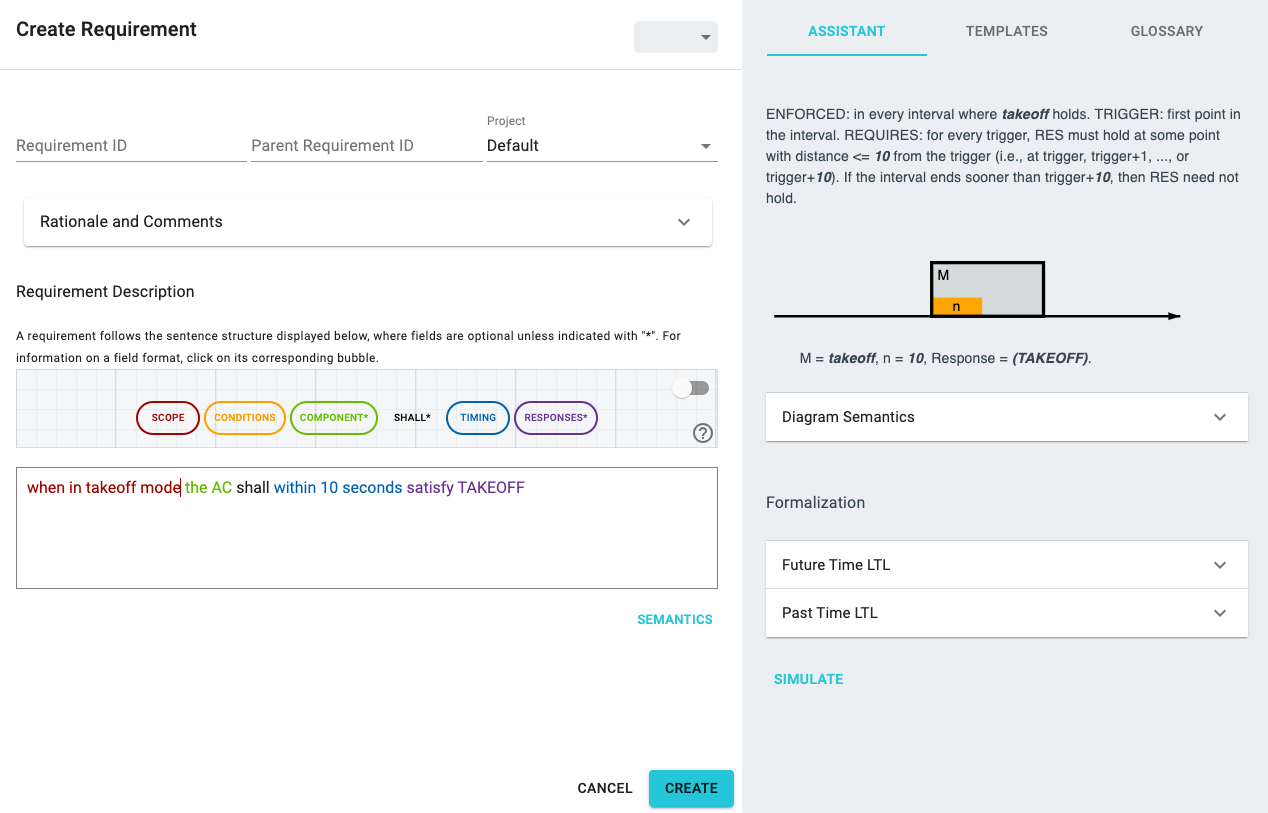 Create Requirement
Requirement ID
Parent Requirement ID
Project
Default
Rationale and Comments
Requirement Description
A requirement follows the sentence structure displayed below, where fields are optional unless indicated with "*". For
information on a field format, click on its corresponding bubble.
SCOPE
CONDITIONS
COMPONENT*
SHALL*
TIMING
RESPONSES*
?
when in takeoff mode the AC shall within 10 seconds satisfy TAKEOFF
SEMANTICS
CANCEL
CREATE
ASSISTANT
TEMPLATES
GLOSSARY
ENFORCED: in every interval where takeoff holds. TRIGGER: first point in
the interval. REQUIRES: for every trigger, RES must hold at some point
with distance <= 10 from the trigger (i.e., at trigger, trigger+1, ..., or
trigger+10). If the interval ends sooner than trigger+10, then RES need not
hold.
M
n
M = takeoff, n = 10, Response = (TAKEOFF).
Diagram Semantics
Formalization
Future Time LTL
Past Time LTL
SIMULATE